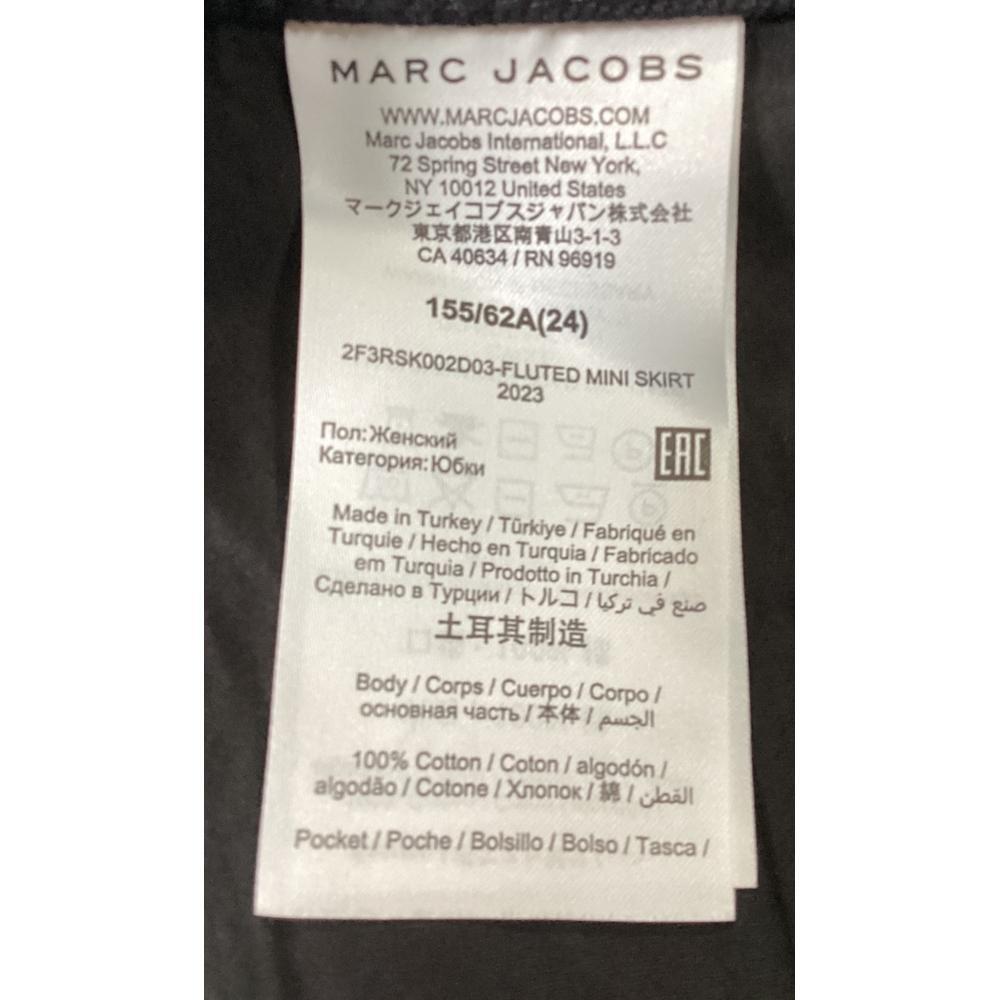 MARC JACOBS
WWW.MARCJACOBS.COM
Marc Jacobs International, L.L.C
72 Spring Street New York,
NY 10012 United States
マークジェイコブスジャパン株式会社
東京都港区南青山3-1-3
CA 40634 / RN 96919
155/62A(24)
2F3RSK002D03-FLUTED MINI SKIRT
2023
Пол:Женский
Категория:Юбки
EAC
Made in Turkey / Türkiye / Fabriqué en
Turquie / Hecho en Turquia / Fabricado
em Turquia / Prodotto in Turchia /
Сделано в Турции / トルコ / صنع في تركيا
土耳其制造
Body / Corps / Cuerpo / Corpo /
основная часть / 本体 / الجسم
100% Cotton / Coton / algodón /
algodão / Cotone / Хлопок / 綿 / القطن
Pocket / Poche / Bolsillo / Bolso / Tasca /